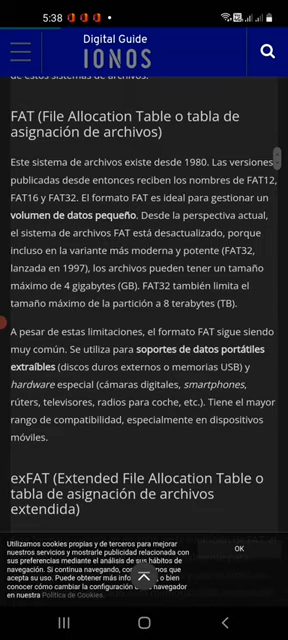 5:38
Digital Guide
IONOS
de estos sistemas de archivos.
FAT (File Allocation Table o tabla de
asignación de archivos)
Este sistema de archivos existe desde 1980. Las versiones
publicadas desde entonces reciben los nombres de FAT12,
FAT16 y FAT32. El formato FAT es ideal para gestionar un
volumen de datos pequeño. Desde la perspectiva actual,
el sistema de archivos FAT está desactualizado, porque
incluso en la variante más moderna y potente (FAT32,
lanzada en 1997), los archivos pueden tener un tamaño
máximo de 4 gigabytes (GB). FAT32 también limita el
tamaño máximo de la partición a 8 terabytes (TB).
A pesar de estas limitaciones, el formato FAT sigue siendo
muy común. Se utiliza para soportes de datos portátiles
extraíbles (discos duros externos o memorias USB) y
hardware especial (cámaras digitales, smartphones,
rúters, televisores, radios para coche, etc.). Tiene el mayor
rango de compatibilidad, especialmente en dispositivos
móviles.
exFAT (Extended File Allocation Table o
tabla de asignación de archivos
extendida)
Utilizamos cookies propias y de terceros para mejorar
nuestros servicios y mostrarle publicidad relacionada con
sus preferencias mediante el análisis de sus hábitos de
navegación. Si continua navegando, con
que
acepta su uso. Puede obtener más infor
o bien
conocer cómo cambiar la configuración
navegador
en nuestra Política de Cookies.
OK